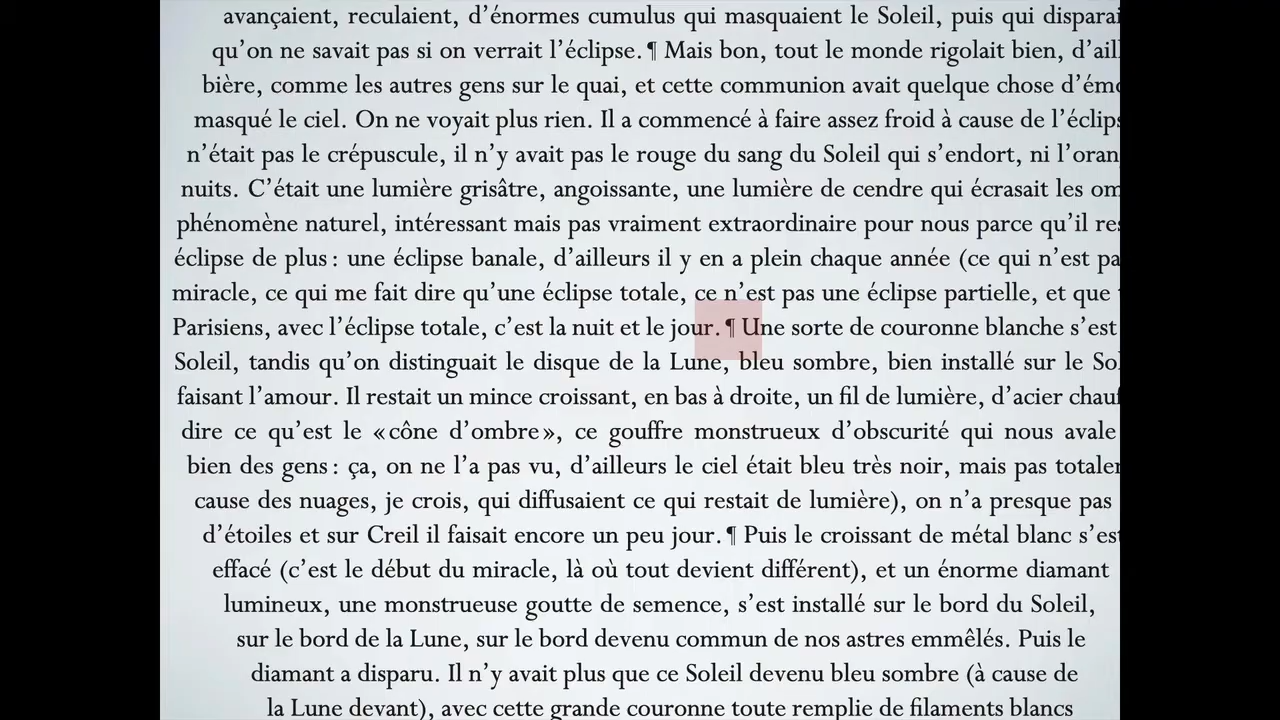 avançaient, reculaient, d’énormes cumulus qui masquaient le Soleil, puis qui disparai
qu’on ne savait pas si on verrait l’éclipse. ¶ Mais bon, tout le monde rigolait bien, d’aill
bière, comme les autres gens sur le quai, et cette communion avait quelque chose d’émo
masqué le ciel. On ne voyait plus rien. Il a commencé à faire assez froid à cause de l’éclips
n’était pas le crépuscule, il n’y avait pas le rouge du sang du Soleil qui s’endort, ni l’oran
nuits. C’était une lumière grisâtre, angoissante, une lumière de cendre qui écrasait les om
phénomène naturel, intéressant mais pas vraiment extraordinaire pour nous parce qu’il res
éclipse de plus : une éclipse banale, d’ailleurs il y en a plein chaque année (ce qui n’est pa
miracle, ce qui me fait dire qu’une éclipse totale, ce n’est pas une éclipse partielle, et que
Parisiens, avec l’éclipse totale, c’est la nuit et le jour. ¶ Une sorte de couronne blanche s’est
Soleil, tandis qu’on distinguait le disque de la Lune, bleu sombre, bien installé sur le Sol
faisant l’amour. Il restait un mince croissant, en bas à droite, un fil de lumière, d’acier chauf
dire ce qu’est le «cône d’ombre», ce gouffre monstrueux d’obscurité qui nous avale
bien des gens : ça, on ne l’a pas vu, d’ailleurs le ciel était bleu très noir, mais pas totalem
cause des nuages, je crois, qui diffusaient ce qui restait de lumière), on n’a presque pas
d’étoiles et sur Creil il faisait encore un peu jour. ¶ Puis le croissant de métal blanc s’est
effacé (c’est le début du miracle, là où tout devient différent), et un énorme diamant
lumineux, une monstrueuse goutte de semence, s’est installé sur le bord du Soleil,
sur le bord de la Lune, sur le bord devenu commun de nos astres emmêlés. Puis le
diamant a disparu. Il n’y avait plus que ce Soleil devenu bleu sombre (à cause de
la Lune devant), avec cette grande couronne toute remplie de filaments blancs